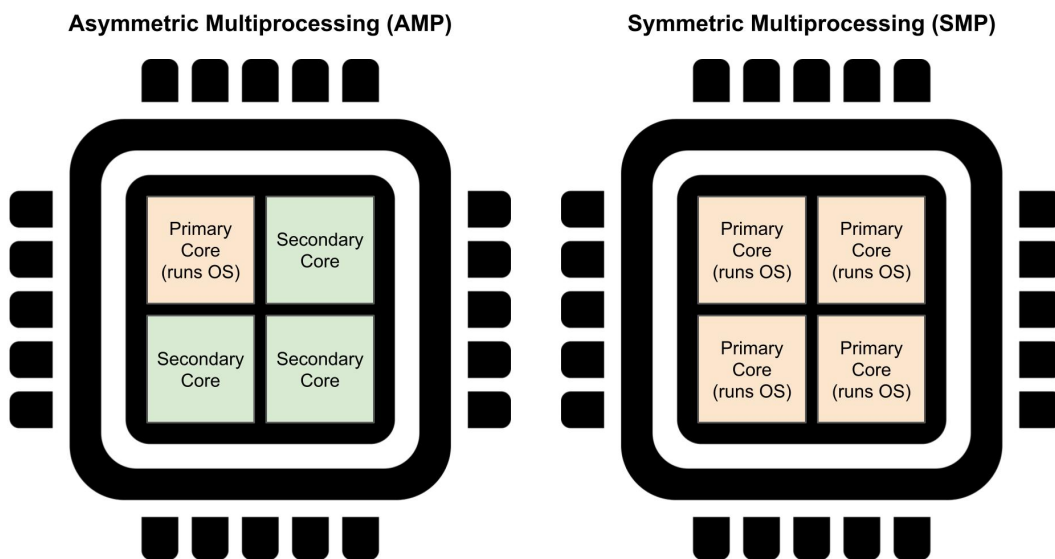 Asymmetric Multiprocessing (AMP)
Primary
Core
(runs OS)
Secondary
Core
Secondary
Core
Secondary
Core
Symmetric Multiprocessing (SMP)
Primary
Core
(runs OS)
Primary
Core
(runs OS)
Primary
Core
(runs OS)
Primary
Core
(runs OS)